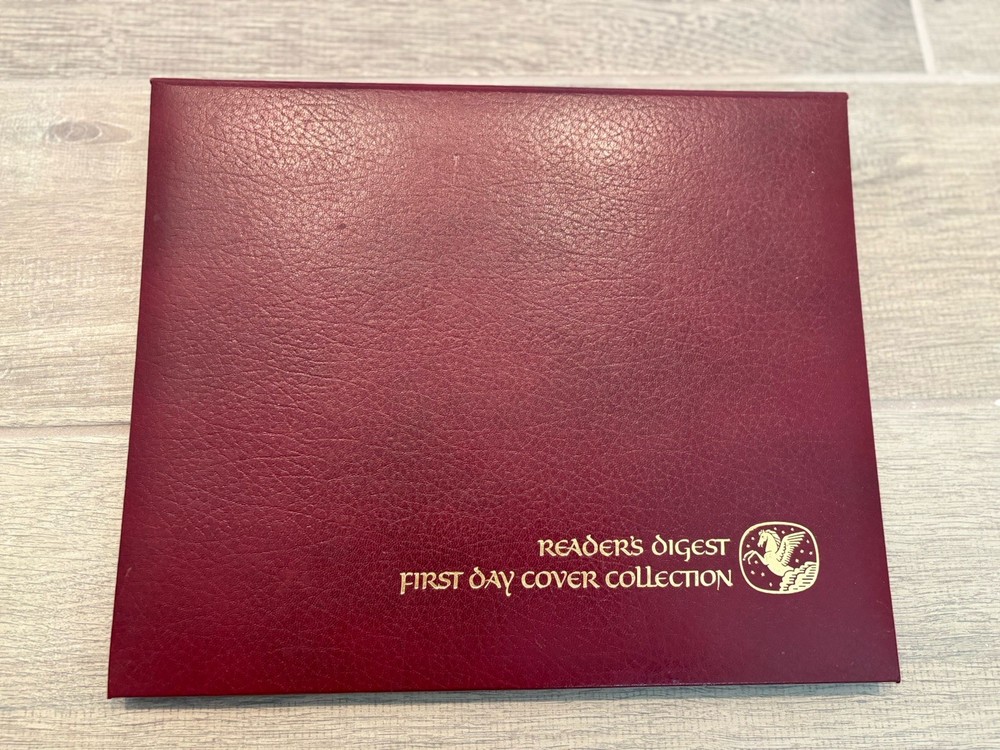 READER'S DIGEST
FIRST DAY COVER COLLECTION